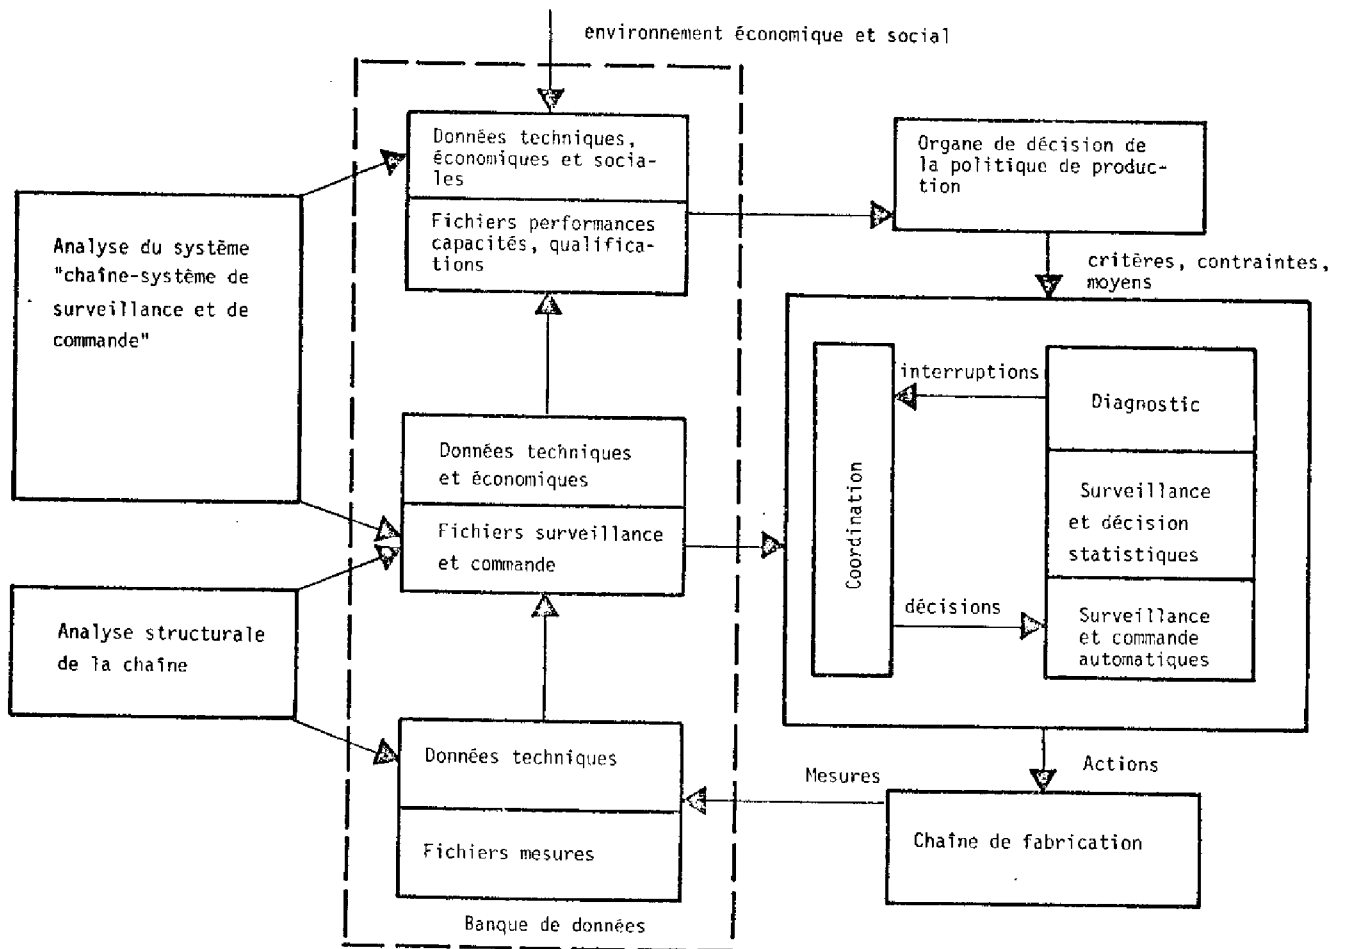 environnement économique et social
Données techniques,
économiques et socia-
les
Fichiers performances
capacités, qualifica-
tions
Organe de décision de
la politique de produc-
tion
critères, contraintes,
moyens
Analyse du système
"chaîne-système de
surveillance et de
commande"
Données techniques
et économiques
Fichiers surveillance
et commande
Coordination
interruptions
décisions
Diagnostic
Surveillance
et décision
statistiques
Surveillance
et commande
automatiques
Analyse structurale
de la chaîne
Données techniques
Fichiers mesures
Banque de données
Mesures
Actions
Chaîne de fabrication